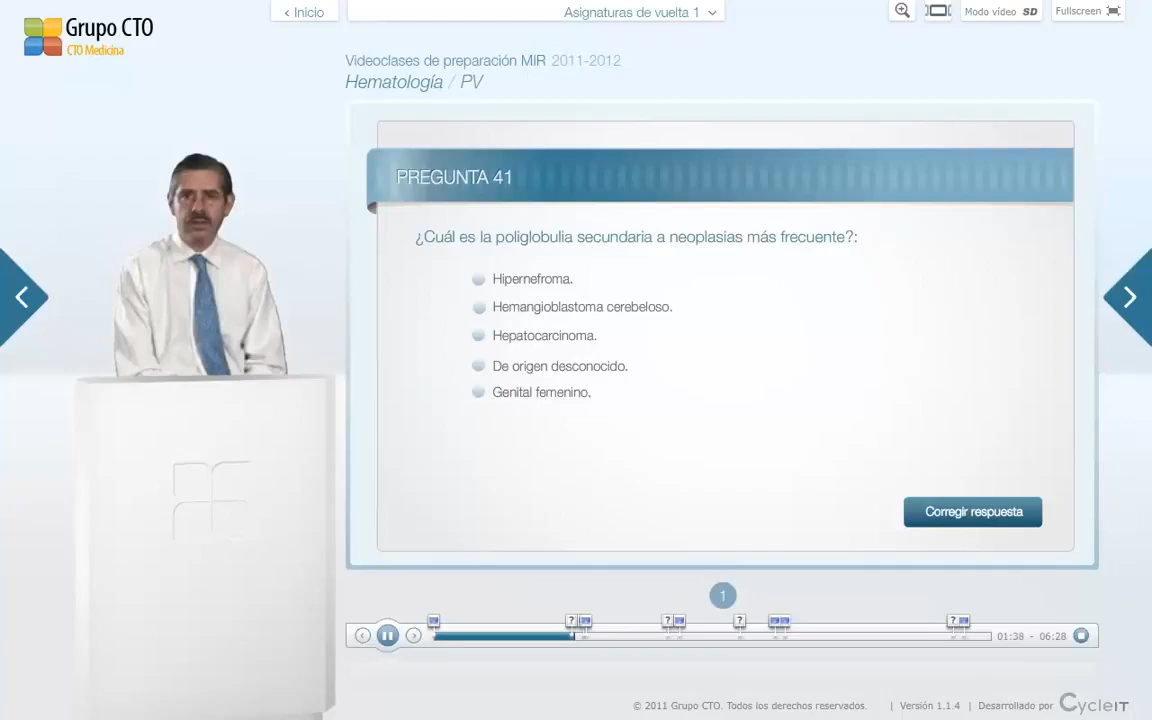 Grupo CTO
CTO Medicina
‹ Inicio
Asignaturas de vuelta 1
Modo vídeo SD
Fullscreen
Videoclases de preparación MIR 2011-2012
Hematología / PV
PREGUNTA 41
¿Cuál es la poliglobulia secundaria a neoplasias más frecuente?:
Hipernefroma.
Hemangioblastoma cerebeloso.
Hepatocarcinoma.
De origen desconocido.
Genital femenino.
Corregir respuesta
1
? ? ? ?
01:38 - 06:28
© 2011 Grupo CTO. Todos los derechos reservados. | Versión 1.1.4 | Desarrollado por CycleIT